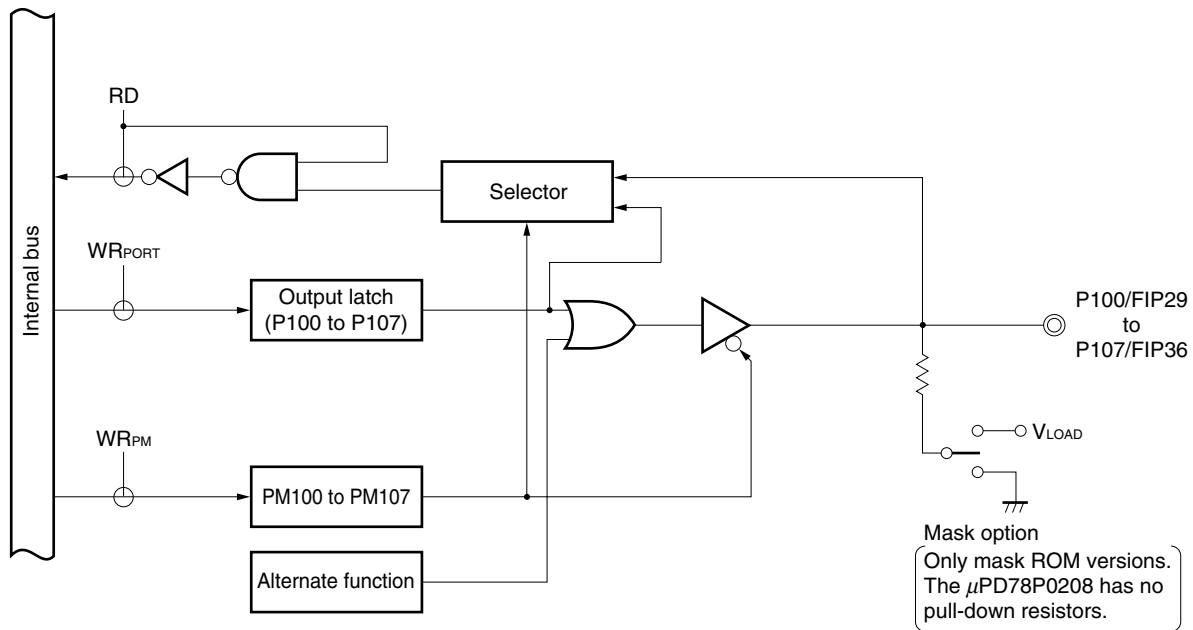 Internal bus
RD
Selector
WRPORT
Output latch
(P100 to P107)
P100/FIP29
to
P107/FIP36
VLOAD
WRPM
PM100 to PM107
Alternate function
Mask option
Only mask ROM versions.
The µPD78P0208 has no
pull-down resistors.